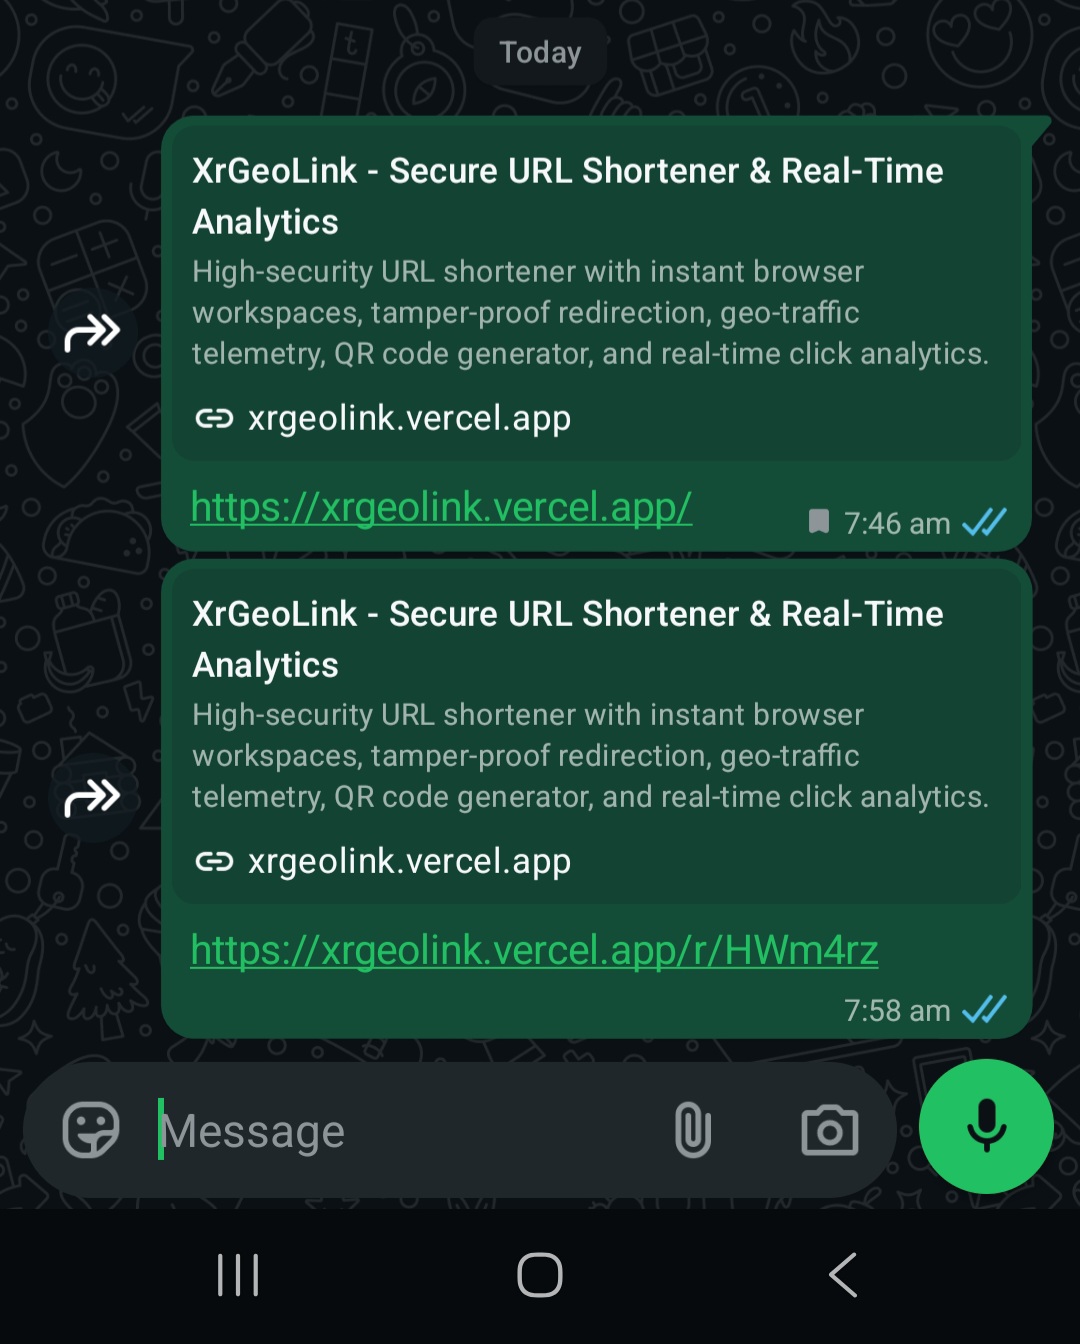 Today
XrGeoLink - Secure URL Shortener & Real-Time
Analytics
High-security URL shortener with instant browser
workspaces, tamper-proof redirection, geo-traffic
telemetry, QR code generator, and real-time click analytics.
xrgeolink.vercel.app
https://xrgeolink.vercel.app/
7:46 am
XrGeoLink - Secure URL Shortener & Real-Time
Analytics
High-security URL shortener with instant browser
workspaces, tamper-proof redirection, geo-traffic
telemetry, QR code generator, and real-time click analytics.
xrgeolink.vercel.app
https://xrgeolink.vercel.app/r/HWm4rz
7:58 am
Message